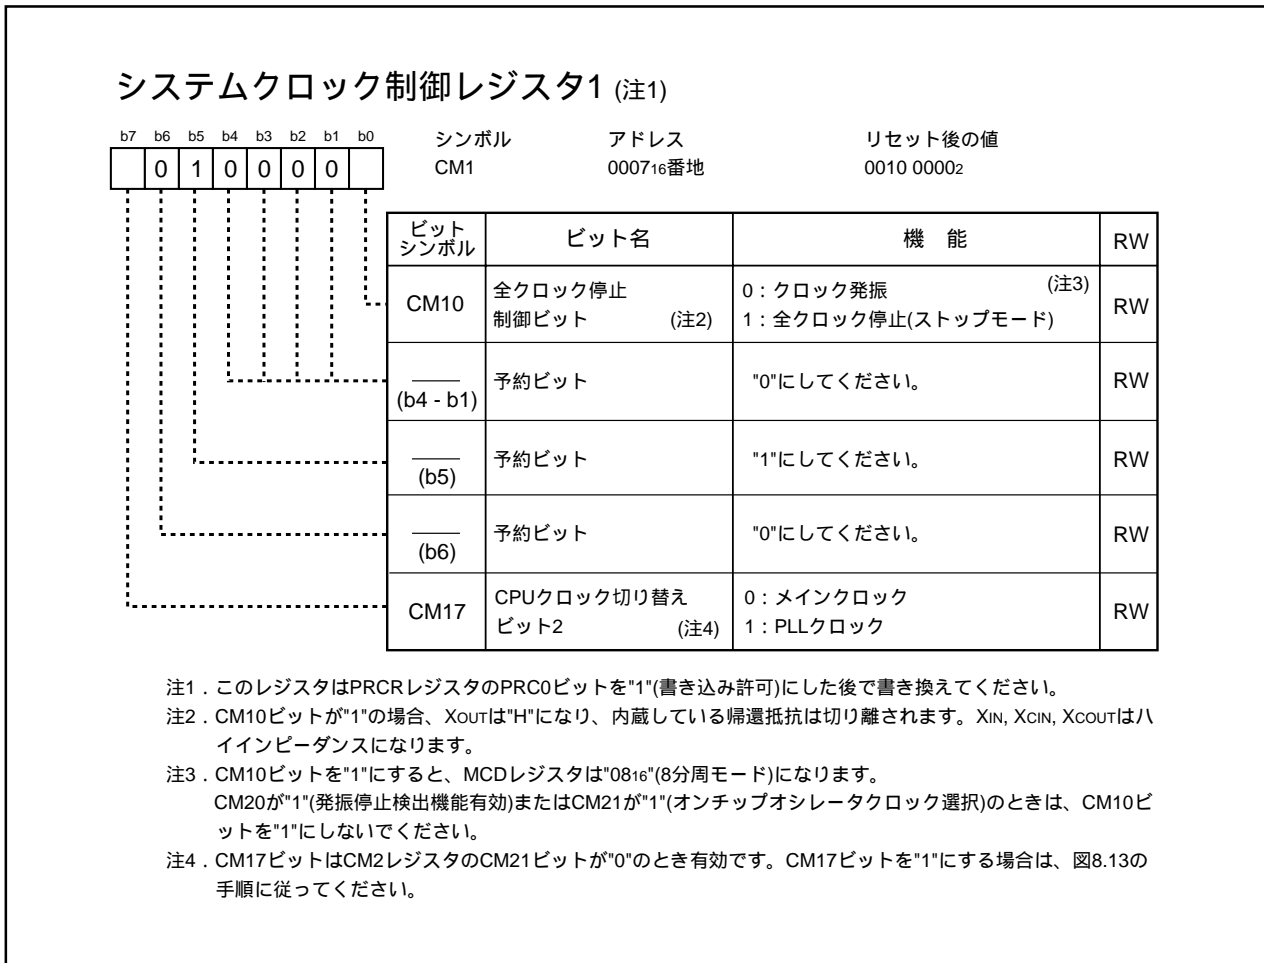 システムクロック制御レジスタ1 (注1)
b7 b6 b5 b4 b3 b2 b1 b0
0 1 0 0 0 0
シンボル アドレス リセット後の値
CM1 000716番地 0010 00002
ビット
シンボル
ビット名 機 能 RW
CM10
全クロック停止
制御ビット (注2)
0：クロック発振 (注3)
1：全クロック停止(ストップモード)
RW
(b4 - b1)
予約ビット "0"にしてください。 RW
(b5)
予約ビット "1"にしてください。 RW
(b6)
予約ビット "0"にしてください。 RW
CM17
CPUクロック切り替え
ビット2 (注4)
0：メインクロック
1：PLLクロック
RW
注1．このレジスタはPRCRレジスタのPRC0ビットを"1"(書き込み許可)にした後で書き換えてください。
注2．CM10ビットが"1"の場合、XOUTは"H"になり、内蔵している帰還抵抗は切り離されます。XIN, XCIN, XCOUTはハ
イインピーダンスになります。
注3．CM10ビットを"1"にすると、MCDレジスタは"0816"(8分周モード)になります。
CM20が"1"(発振停止検出機能有効)またはCM21が"1"(オンチップオシレータクロック選択)のときは、CM10ビ
ットを"1"にしないでください。
注4．CM17ビットはCM2レジスタのCM21ビットが"0"のとき有効です。CM17ビットを"1"にする場合は、図8.13の
手順に従ってください。